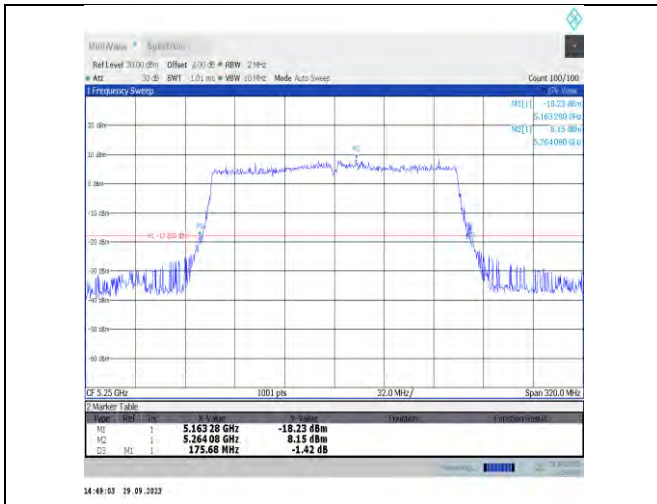 MultiView Spectrum
Ref Level 30.00 dBm Offset 2.00 dB RBW 2 MHz
Att 30 dB SWT 1.01 ms VBW 10 MHz Mode Auto Sweep Count 100/100
1 Frequency Sweep 1Pk View
M1[1] -18.23 dBm
5.163280 GHz
M2[1] 8.15 dBm
5.264080 GHz
20 dBm
10 dBm
M2
0 dBm
-10 dBm
-20 dBm
-30 dBm
-40 dBm
-50 dBm
-60 dBm
CF 5.25 GHz 1001 pts 32.0 MHz/ Span 320.0 MHz
2 Marker Table
Type Ref Trc X-Value Y-Value Function Function Result
M1 1 5.163 28 GHz -18.23 dBm
M2 1 5.264 08 GHz 8.15 dBm
D3 M1 1 175.68 MHz -1.42 dB
14:49:03 29.09.2023